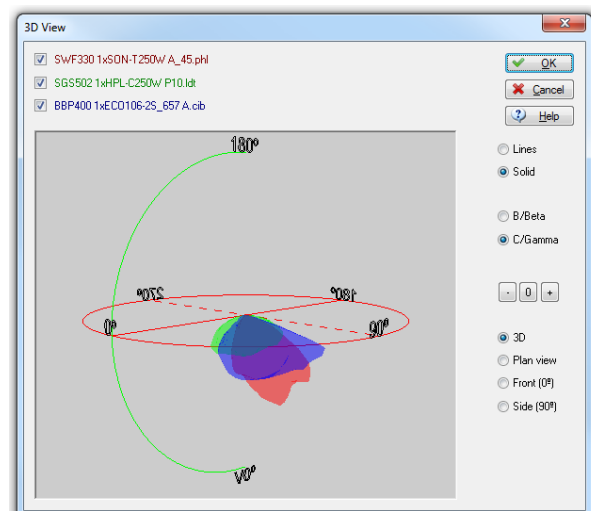 3D View
SWF330 1xSON-T250W A_45.phl
SGS502 1xHPL-C250W P10.ldt
BBP400 1xECO106-2S_657 A.cib
OK
Cancel
Help
Lines
Solid
B/Beta
C/Gamma
- 0 +
3D
Plan view
Front (0º)
Side (90º)
180º
270º
180º
0º
90º
V0º